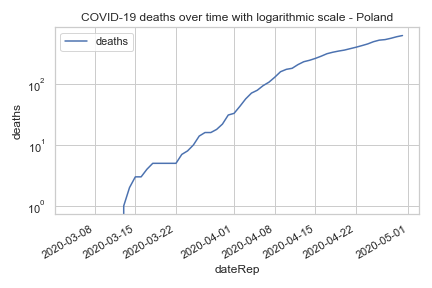 COVID-19 deaths over time with logarithmic scale - Poland
deaths
10²
10¹
10⁰
deaths
2020-03-08
2020-03-15
2020-03-22
2020-04-01
2020-04-08
2020-04-15
2020-04-22
2020-05-01
dateRep